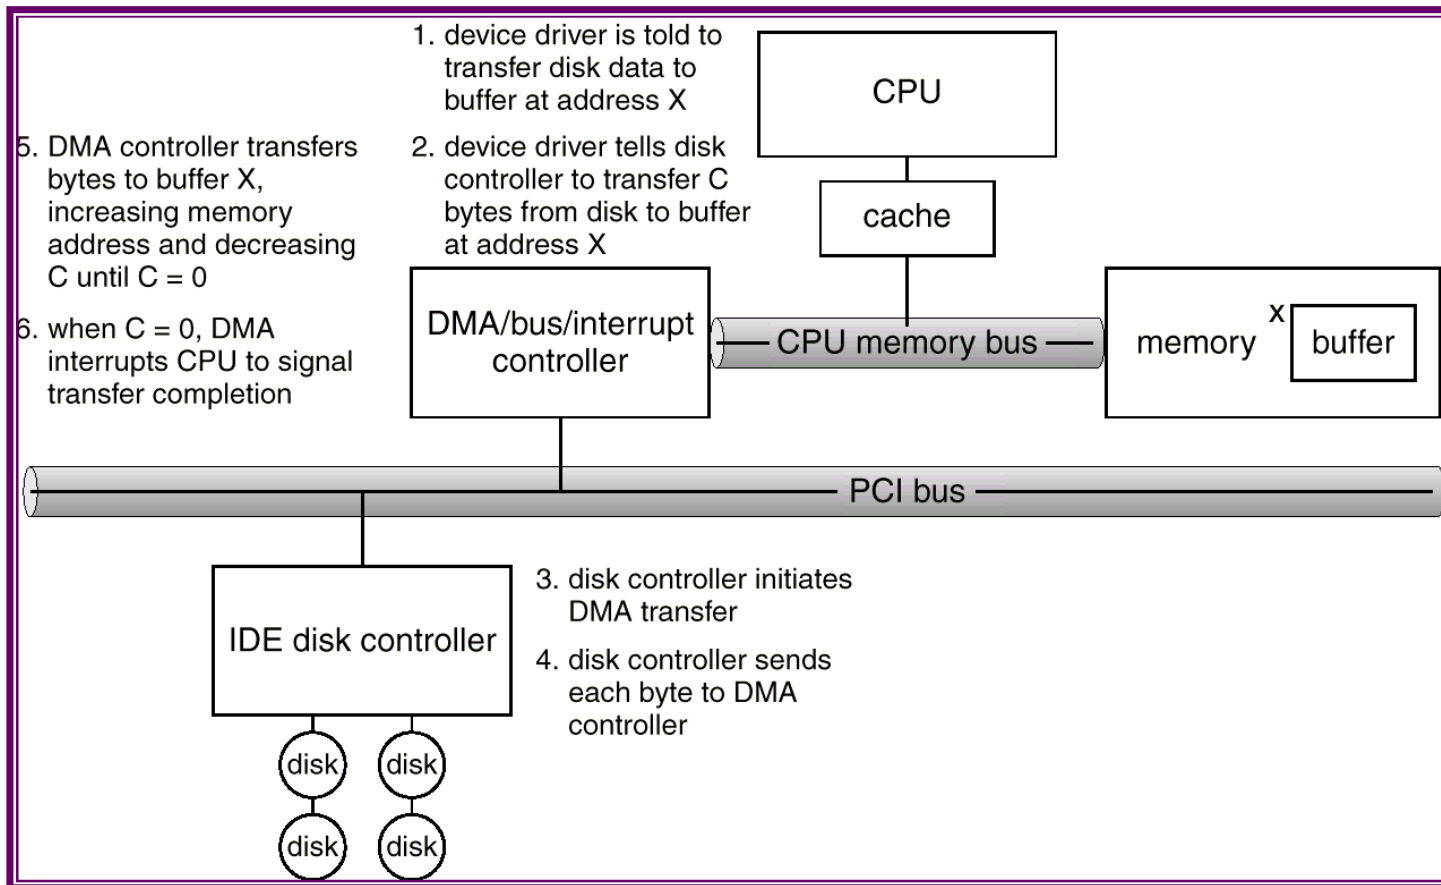 1. device driver is told to
transfer disk data to
buffer at address X
2. device driver tells disk
controller to transfer C
bytes from disk to buffer
at address X
5. DMA controller transfers
bytes to buffer X,
increasing memory
address and decreasing
C until C = 0
6. when C = 0, DMA
interrupts CPU to signal
transfer completion
CPU
cache
DMA/bus/interrupt
controller
CPU memory bus
memory
x
buffer
PCI bus
IDE disk controller
3. disk controller initiates
DMA transfer
4. disk controller sends
each byte to DMA
controller
disk
disk
disk
disk